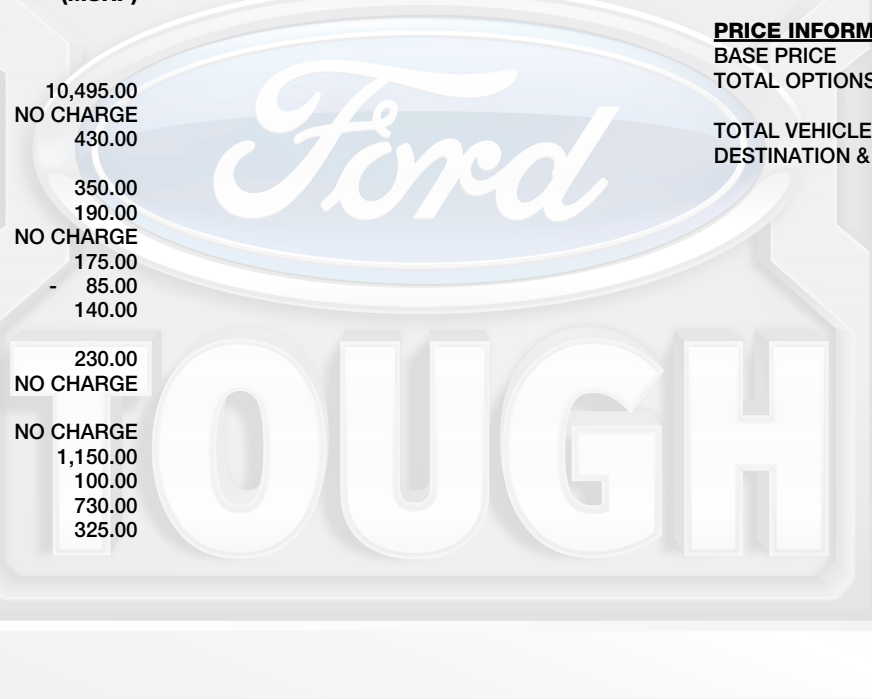 (MSRP)
10,495.00
NO CHARGE
430.00
350.00
190.00
NO CHARGE
175.00
- 85.00
140.00
230.00
NO CHARGE
NO CHARGE
1,150.00
100.00
730.00
325.00
PRICE INFORM
BASE PRICE
TOTAL OPTIONS
TOTAL VEHICLE
DESTINATION &
Ford
TOUGH